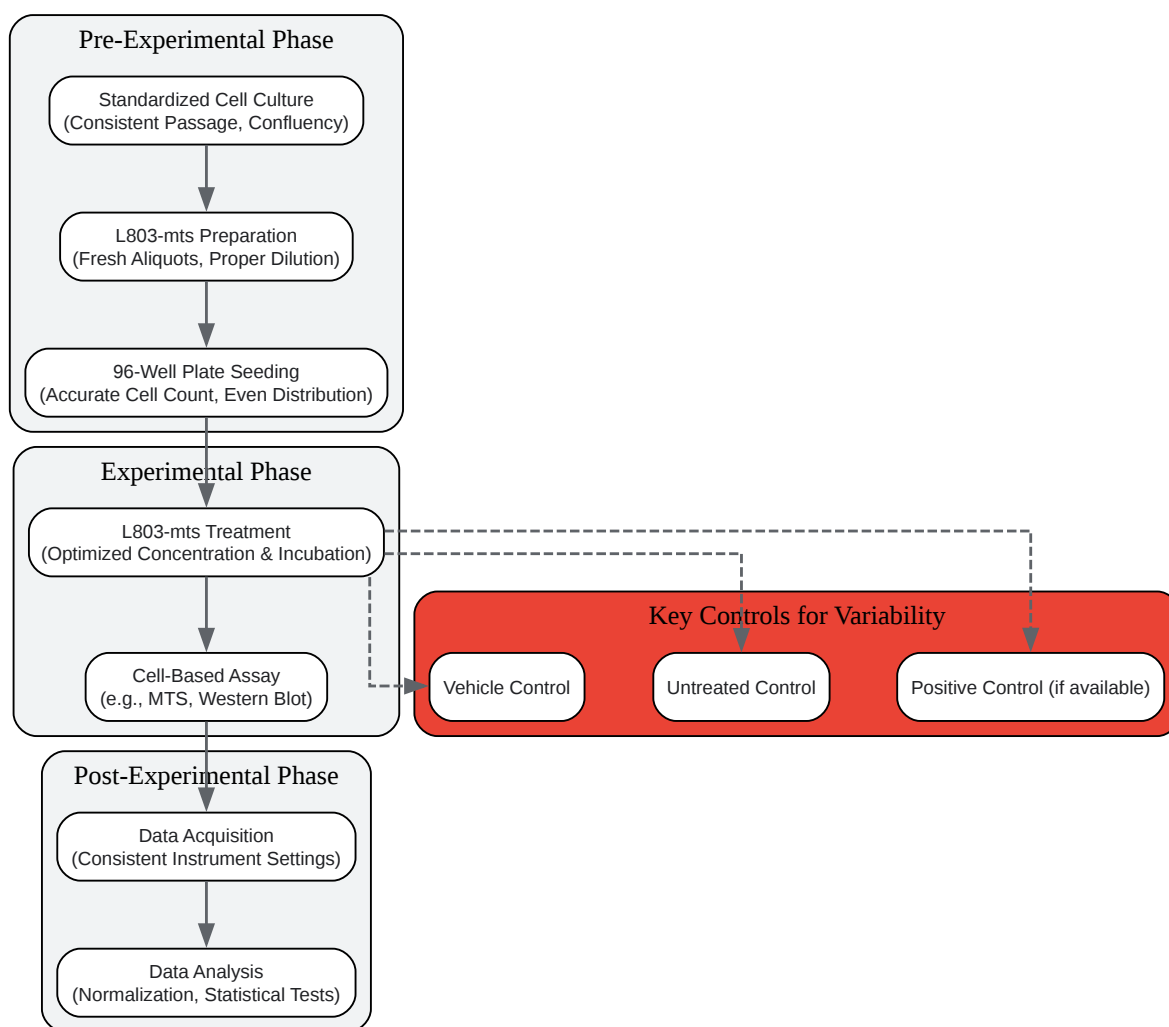 Pre-Experimental Phase
Standardized Cell Culture
(Consistent Passage, Confluency)
L803-mts Preparation
(Fresh Aliquots, Proper Dilution)
96-Well Plate Seeding
(Accurate Cell Count, Even Distribution)
Experimental Phase
L803-mts Treatment
(Optimized Concentration & Incubation)
Key Controls for Variability
Cell-Based Assay
(e.g., MTS, Western Blot)
Vehicle Control
Untreated Control
Positive Control (if available)
Post-Experimental Phase
Data Acquisition
(Consistent Instrument Settings)
Data Analysis
(Normalization, Statistical Tests)